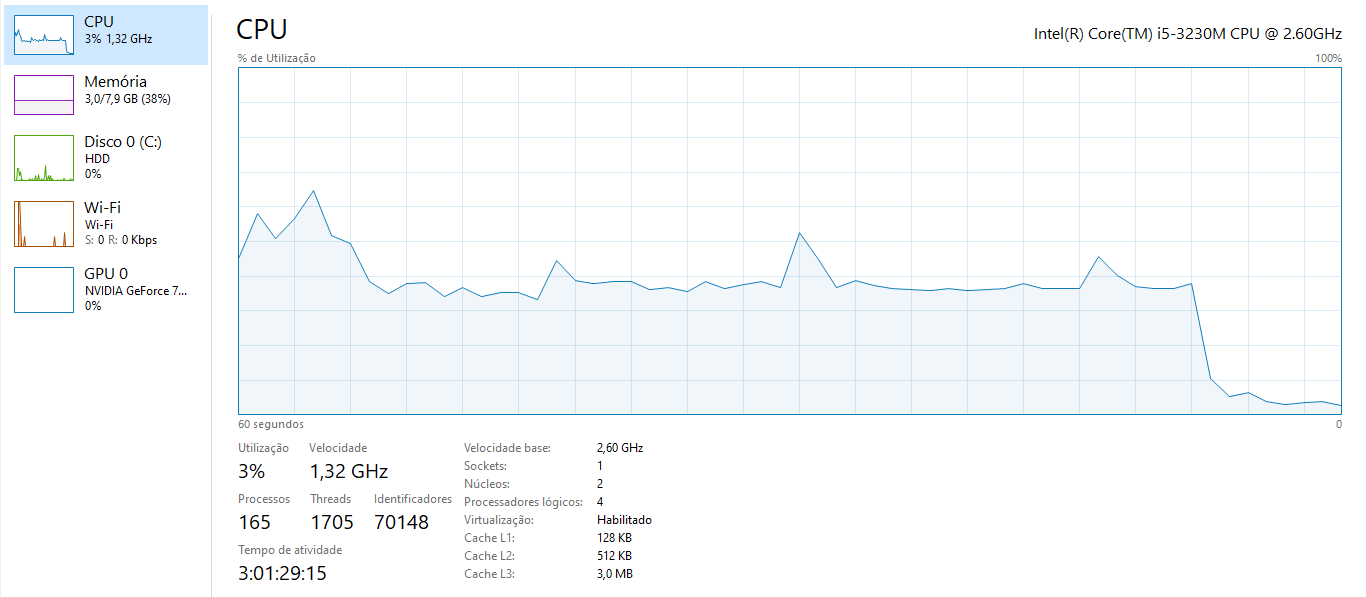 CPU
3% 1,32 GHz
Memória
3,0/7,9 GB (38%)
Disco 0 (C:)
HDD
0%
Wi-Fi
Wi-Fi
S: 0 R: 0 Kbps
GPU 0
NVIDIA GeForce 7...
0%
CPU
Intel(R) Core(TM) i5-3230M CPU @ 2.60GHz
% de Utilização
100%
60 segundos
0
Utilização
Velocidade
3%
1,32 GHz
Processos
Threads
Identificadores
165
1705
70148
Tempo de atividade
3:01:29:15
Velocidade base: 2,60 GHz
Sockets: 1
Núcleos: 2
Processadores lógicos: 4
Virtualização: Habilitado
Cache L1: 128 KB
Cache L2: 512 KB
Cache L3: 3,0 MB